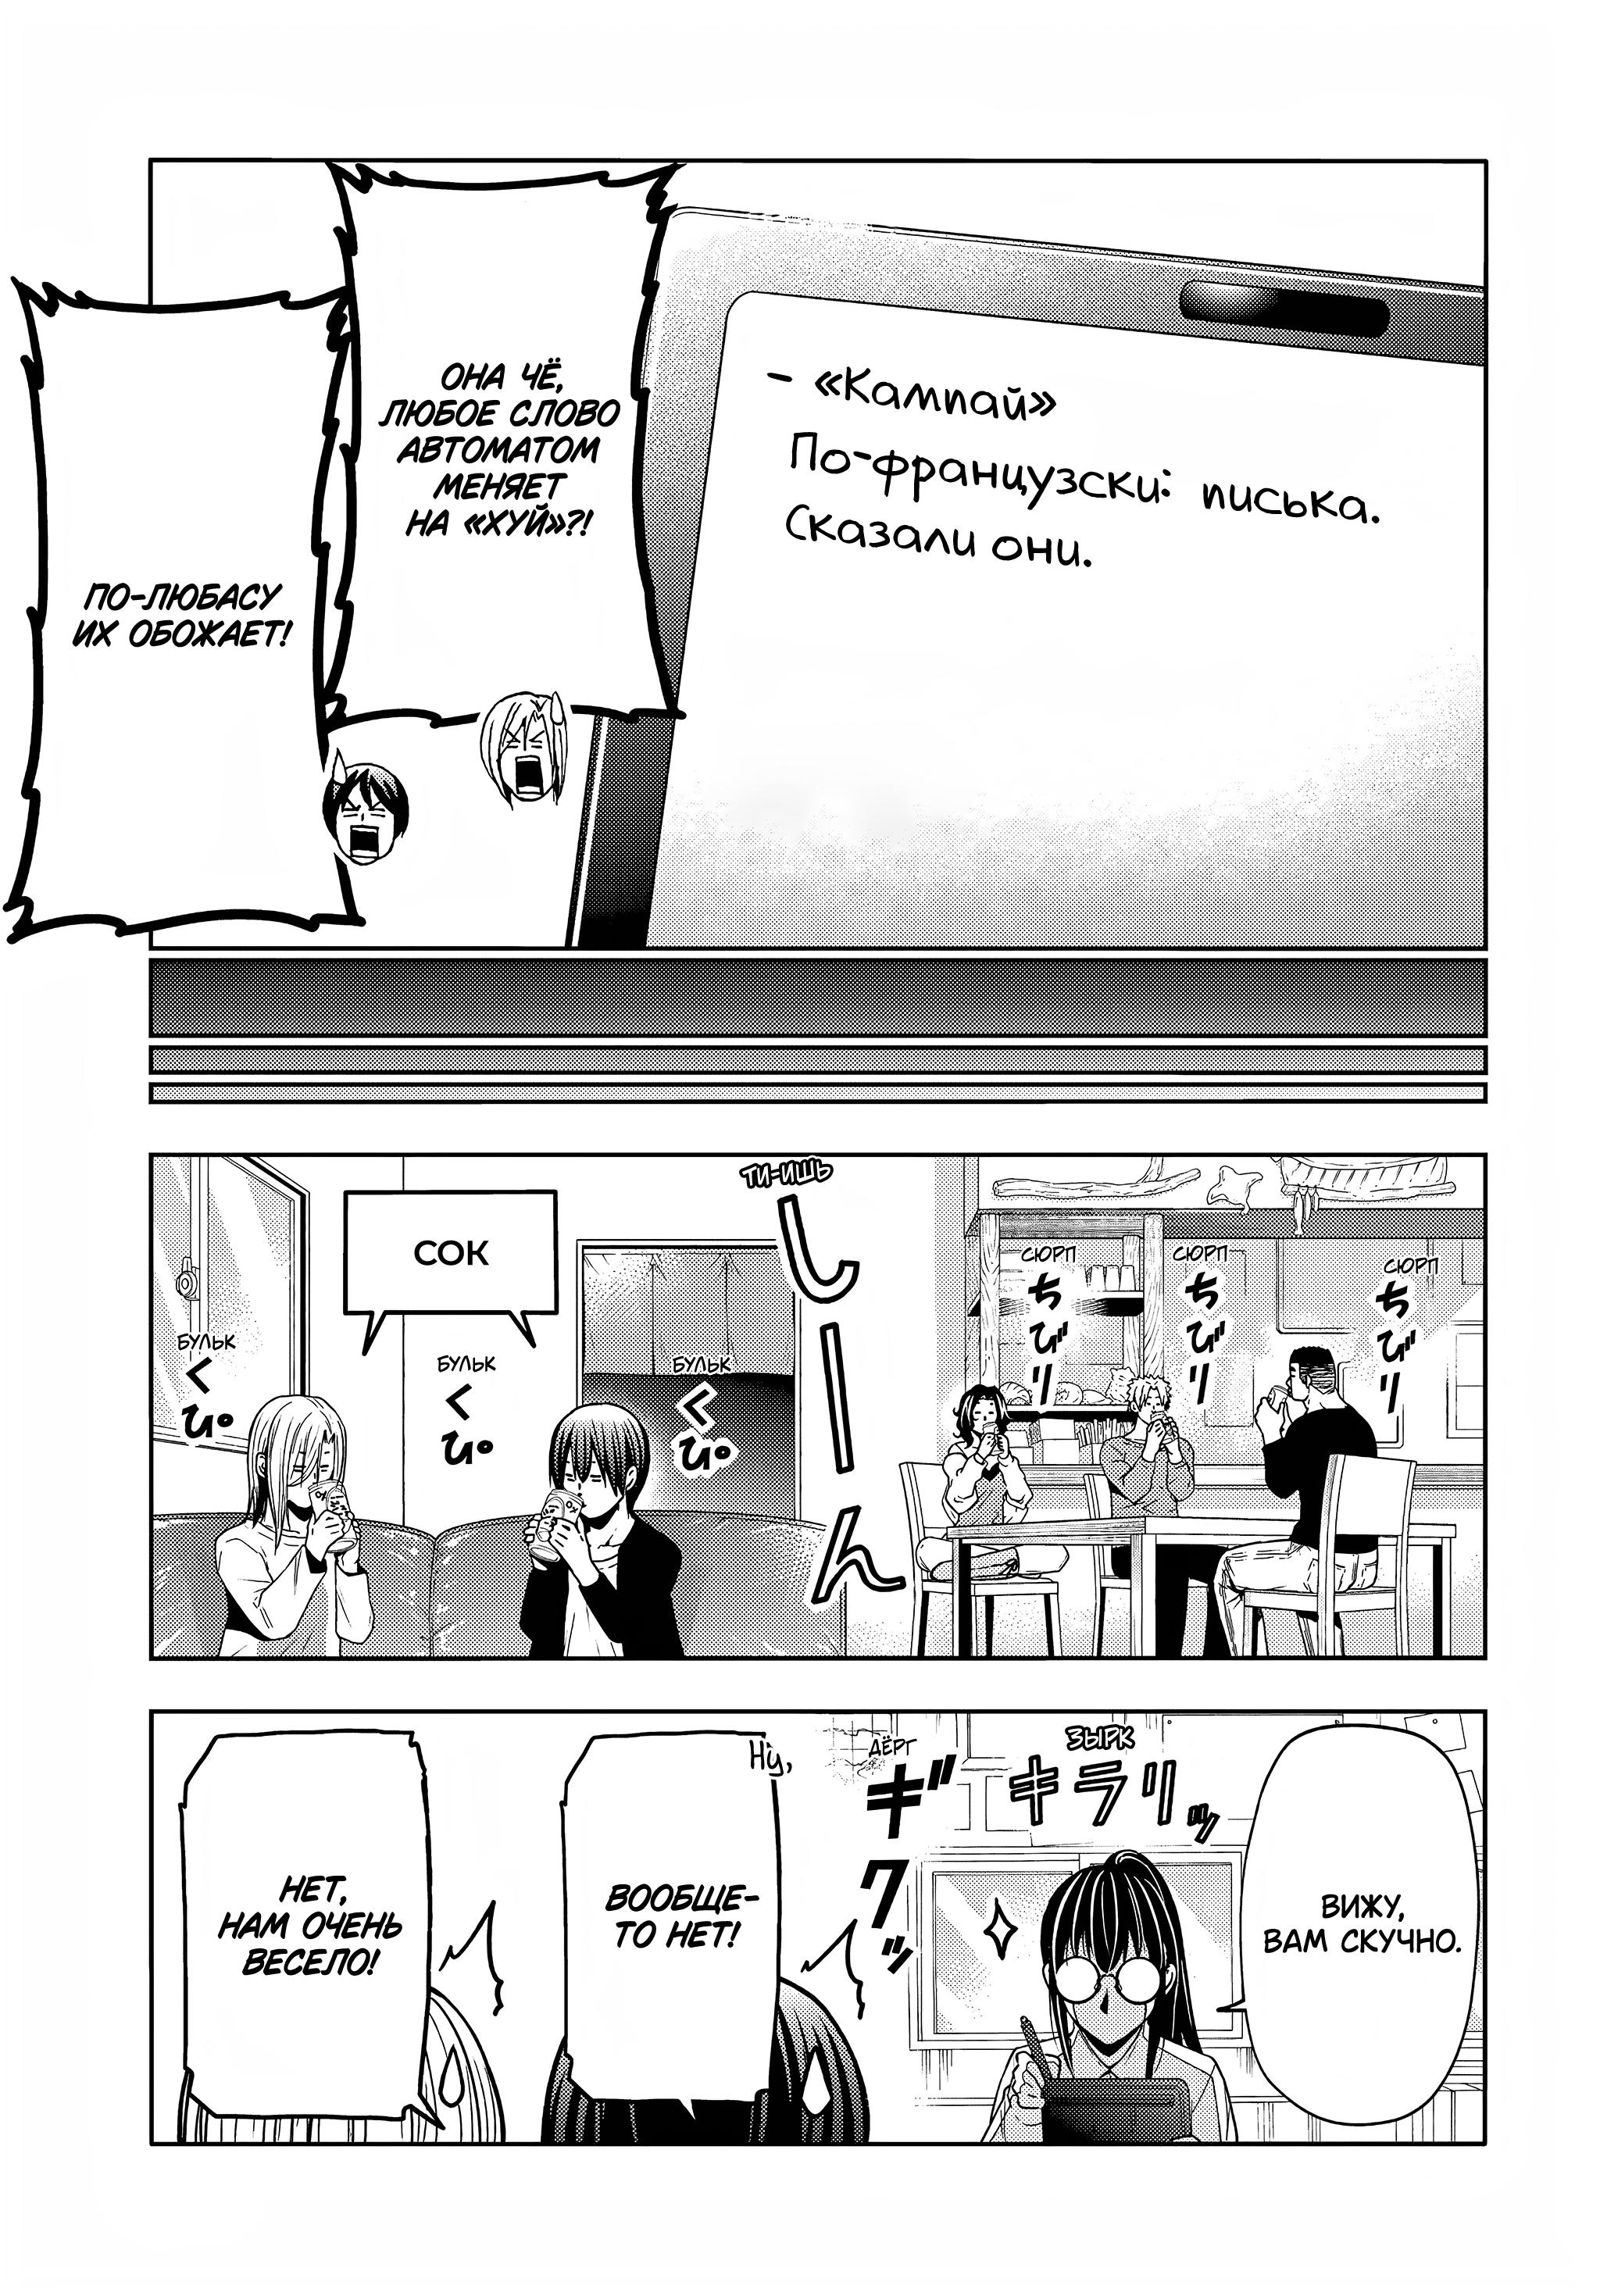 - «Кампай»
По-французски: писька.
Сказали они.
ОНА ЧЁ,
ЛЮБОЕ СЛОВО
АВТОМАТОМ
МЕНЯЕТ
НА «ХУЙ»?!
ПО-ЛЮБАСУ
ИХ ОБОЖАЕТ!
СЮРП
ちびり
СЮРП
ちびり
СЮРП
ちびり
ТИ-ИШЬ
しーん
СОК
БУЛЬК
くぴ
БУЛЬК
くぴ
БУЛЬК
くぴ
ВИЖУ,
ВАМ СКУЧНО.
ЗЫРК
キラリッ
ДЁРГ
ギクッ
Ну,
ВООБЩЕ-
ТО НЕТ!
НЕТ,
НАМ ОЧЕНЬ
ВЕСЕЛО!